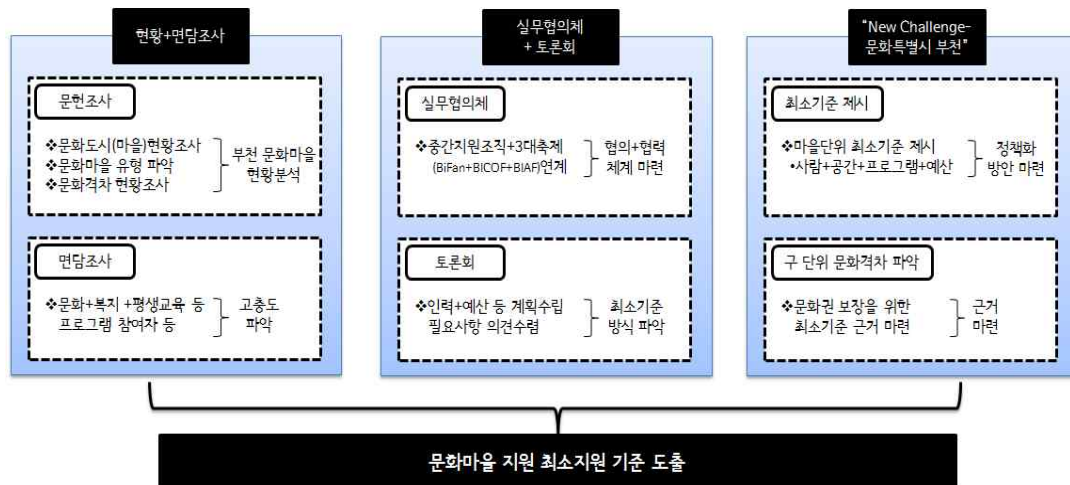 현황+면담조사
문헌조사
❖문화도시(마을)현황조사
❖문화마을 유형 파악
❖문화격차 현황조사
부천 문화마을
현황분석
면담조사
❖문화+복지 +평생교육 등
프로그램 참여자 등
고충도
파악
실무협의체
+ 토론회
실무협의체
❖중간지원조직+3대축제
(BiFan+BICOF+BIAF)연계
협의+협력
체계 마련
토론회
❖인력+예산 등 계획수립
필요사항 의견수렴
최소기준
방식 파악
“New Challenge-
문화특별시 부천”
최소기준 제시
❖마을단위 최소기준 제시
•사람+공간+프로그램+예산
정책화
방안 마련
구 단위 문화격차 파악
❖문화권 보장을 위한
최소기준 근거 마련
근거
마련
문화마을 지원 최소지원 기준 도출